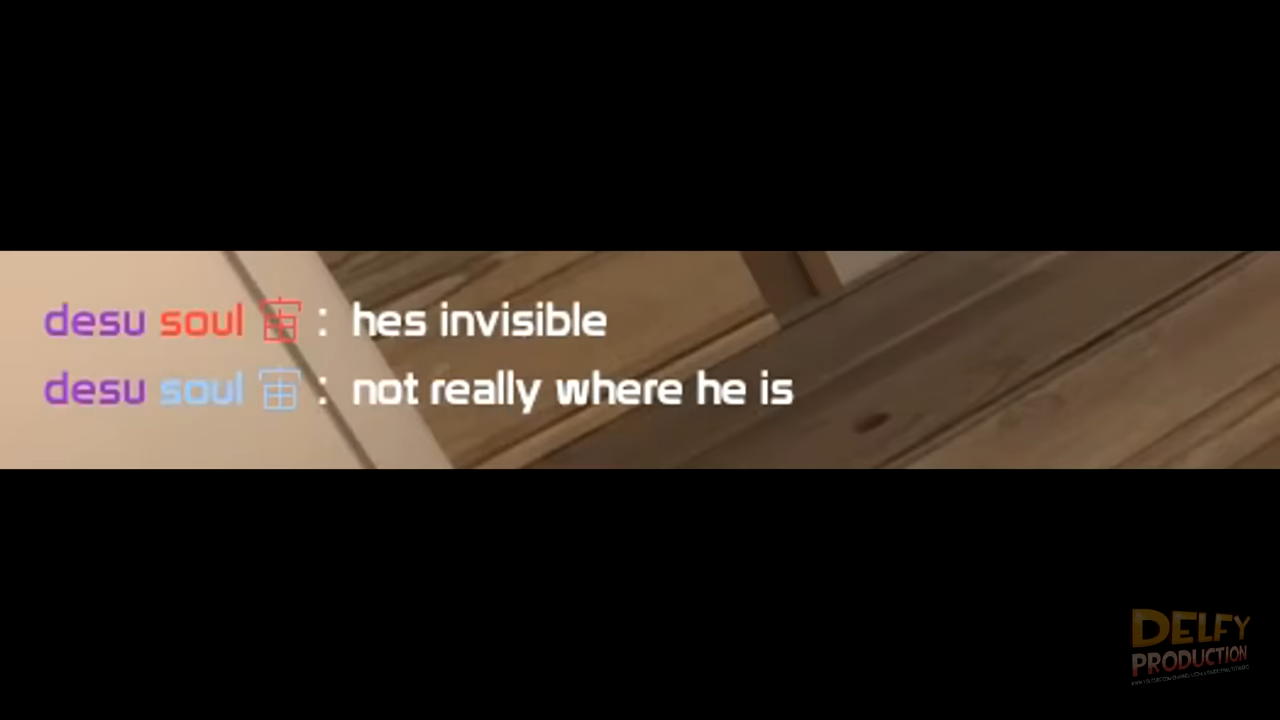 desu soul 宙 : hes invisible
desu soul 宙 : not really where he is
DELFY
PRODUCTION